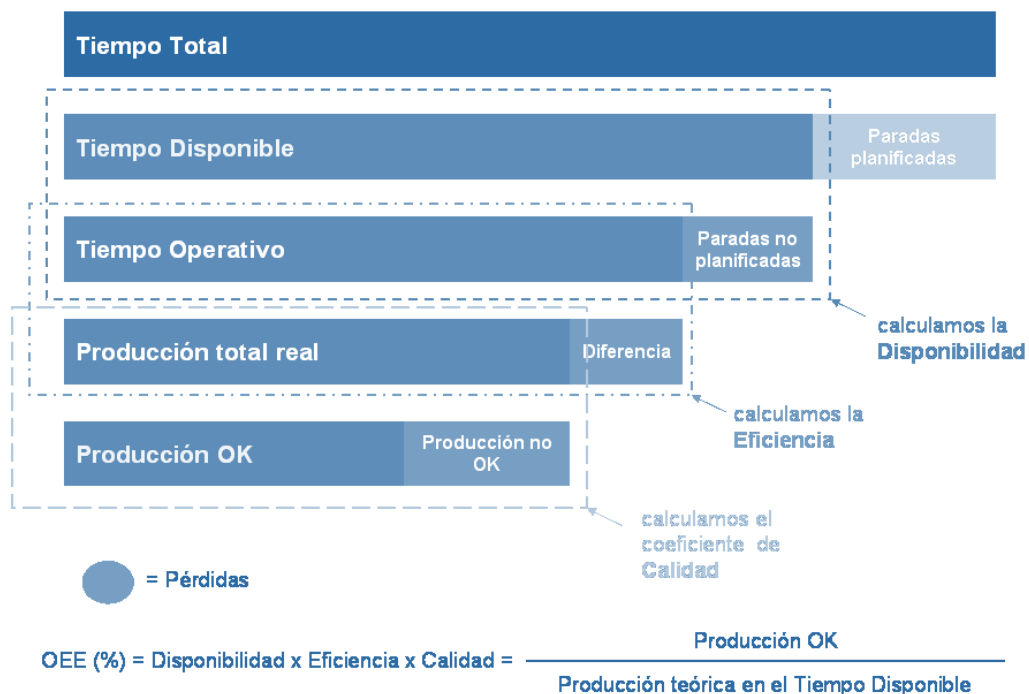 Tiempo Total
Tiempo Disponible
Paradas
planificadas
Tiempo Operativo
Paradas no
planificadas
calculamos la
Disponibilidad
Producción total real
Diferencia
calculamos la
Eficiencia
Producción OK
Producción no
OK
calculamos el
coeficiente de
Calidad
= Pérdidas
OEE (%) = Disponibilidad x Eficiencia x Calidad =
Producción OK
Producción teórica en el Tiempo Disponible